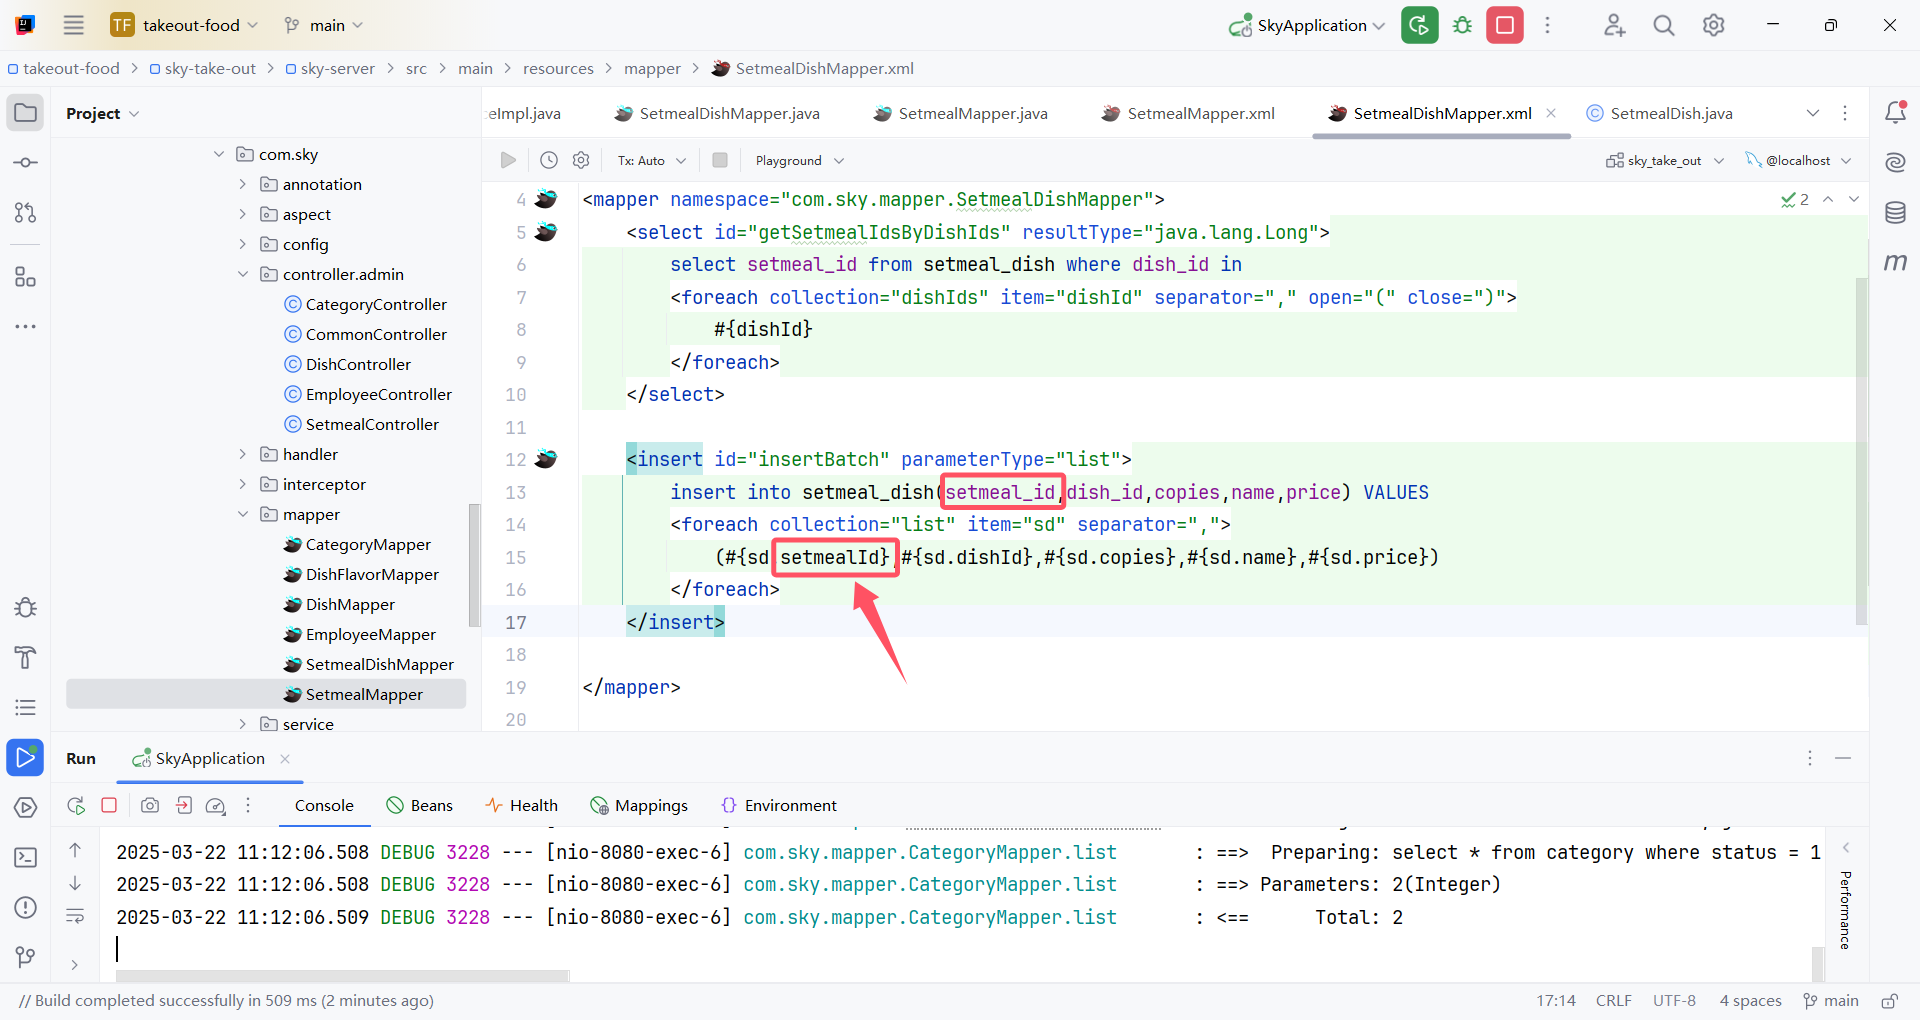 TF takeout-food main SkyApplication
takeout-food sky-take-out sky-server src main resources mapper SetmealDishMapper.xml
Project
eImpl.java SetmealDishMapper.java SetmealMapper.java SetmealMapper.xml SetmealDishMapper.xml SetmealDish.java
Tx: Auto Playground sky_take_out @localhost
com.sky
annotation
aspect
config
controller.admin
CategoryController
CommonController
DishController
EmployeeController
SetmealController
handler
interceptor
mapper
CategoryMapper
DishFlavorMapper
DishMapper
EmployeeMapper
SetmealDishMapper
SetmealMapper
service
4 <mapper namespace="com.sky.mapper.SetmealDishMapper"> 2
5 <select id="getSetmealIdsByDishIds" resultType="java.lang.Long">
6 select setmeal_id from setmeal_dish where dish_id in
7 <foreach collection="dishIds" item="dishId" separator="," open="(" close=")">
8 #{dishId}
9 </foreach>
10 </select>
11
12 <insert id="insertBatch" parameterType="list">
13 insert into setmeal_dish(setmeal_id,dish_id,copies,name,price) VALUES
14 <foreach collection="list" item="sd" separator=",">
15 (#{sd.setmealId},#{sd.dishId},#{sd.copies},#{sd.name},#{sd.price})
16 </foreach>
17 </insert>
18
19 </mapper>
20
m
Run SkyApplication
Console Beans Health Mappings Environment
2025-03-22 11:12:06.508 DEBUG 3228 --- [nio-8080-exec-6] com.sky.mapper.CategoryMapper.list : ==> Preparing: select * from category where status = 1
2025-03-22 11:12:06.508 DEBUG 3228 --- [nio-8080-exec-6] com.sky.mapper.CategoryMapper.list : ==> Parameters: 2(Integer)
2025-03-22 11:12:06.509 DEBUG 3228 --- [nio-8080-exec-6] com.sky.mapper.CategoryMapper.list : <== Total: 2
Performance
// Build completed successfully in 509 ms (2 minutes ago) 17:14 CRLF UTF-8 4 spaces main